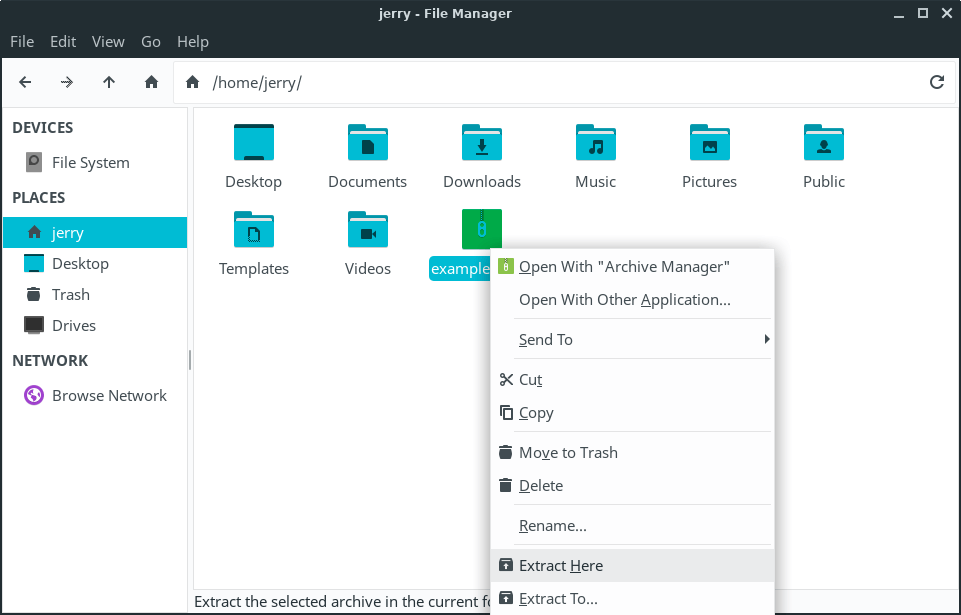 jerry - File Manager
File Edit View Go Help
/home/jerry/
DEVICES
File System
PLACES
jerry
Desktop
Trash
Drives
NETWORK
Browse Network
Desktop Documents Downloads Music Pictures Public
Templates Videos example
Open With "Archive Manager"
Open With Other Application...
Send To
Cut
Copy
Move to Trash
Delete
Rename...
Extract Here
Extract To...
Extract the selected archive in the current